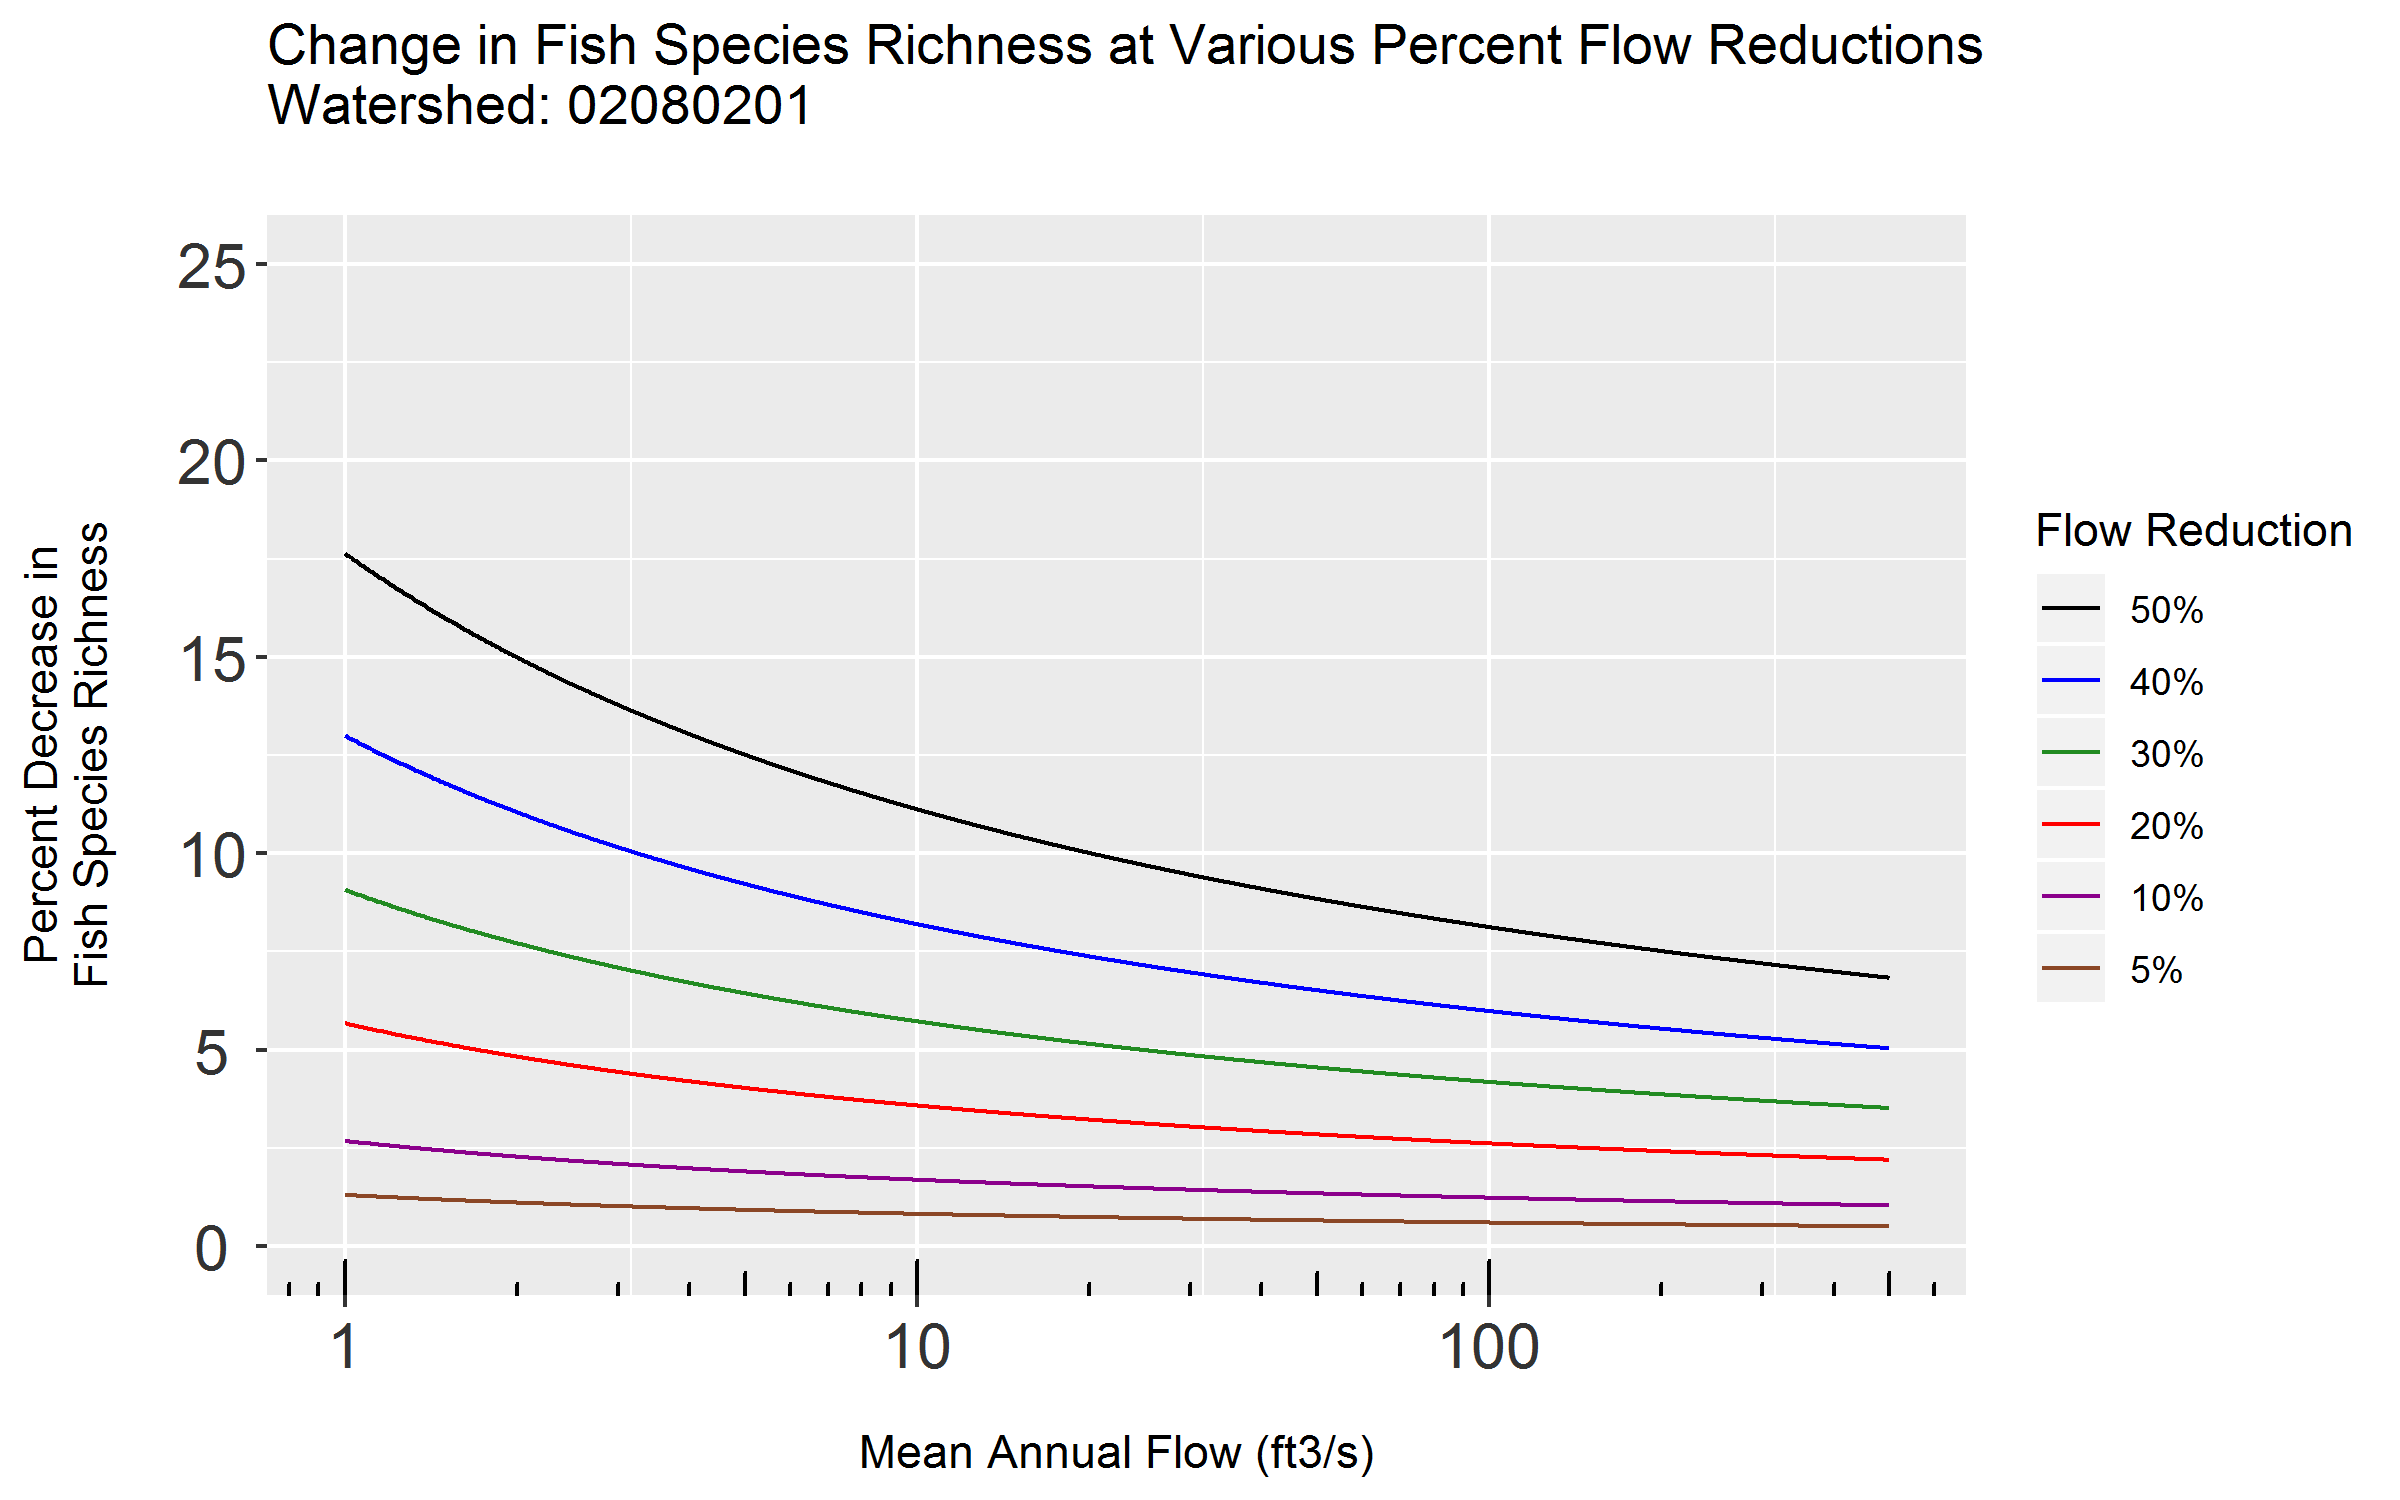 Change in Fish Species Richness at Various Percent Flow Reductions
Watershed: 02080201
Percent Decrease in
Fish Species Richness
25
20
15
10
5
0
1
10
100
Mean Annual Flow (ft3/s)
Flow Reduction
50%
40%
30%
20%
10%
5%